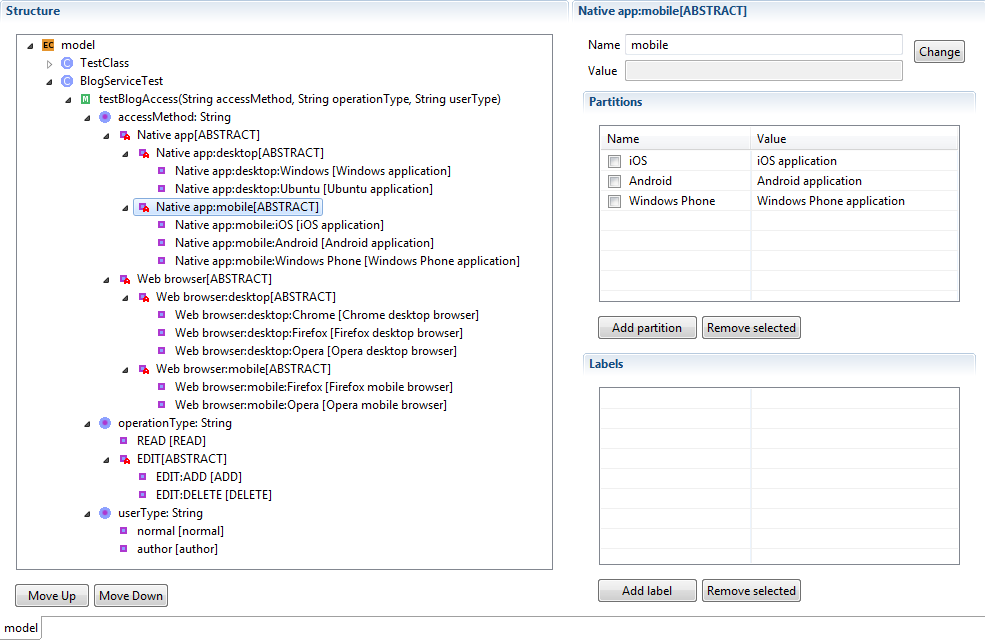 Structure
EC model
C TestClass
C BlogServiceTest
M testBlogAccess(String accessMethod, String operationType, String userType)
accessMethod: String
Native app[ABSTRACT]
Native app:desktop[ABSTRACT]
Native app:desktop:Windows [Windows application]
Native app:desktop:Ubuntu [Ubuntu application]
Native app:mobile[ABSTRACT]
Native app:mobile:iOS [iOS application]
Native app:mobile:Android [Android application]
Native app:mobile:Windows Phone [Windows Phone application]
Web browser[ABSTRACT]
Web browser:desktop[ABSTRACT]
Web browser:desktop:Chrome [Chrome desktop browser]
Web browser:desktop:Firefox [Firefox desktop browser]
Web browser:desktop:Opera [Opera desktop browser]
Web browser:mobile[ABSTRACT]
Web browser:mobile:Firefox [Firefox mobile browser]
Web browser:mobile:Opera [Opera mobile browser]
operationType: String
READ [READ]
EDIT[ABSTRACT]
EDIT:ADD [ADD]
EDIT:DELETE [DELETE]
userType: String
normal [normal]
author [author]
Move Up Move Down
model
Native app:mobile[ABSTRACT]
Name mobile
Change
Value
Partitions
Name Value
iOS iOS application
Android Android application
Windows Phone Windows Phone application
Add partition Remove selected
Labels
Add label Remove selected